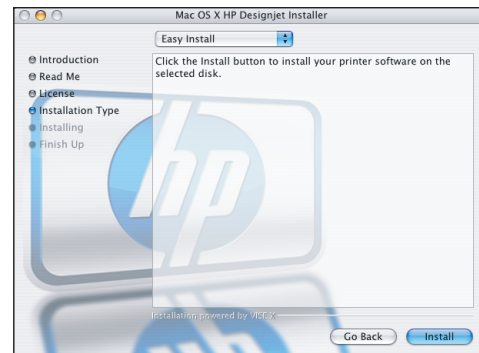 Mac OS X HP Designjet Installer
Easy Install
Introduction
Read Me
License
Installation Type
Installing
Finish Up
Click the Install button to install your printer software on the
selected disk.
hp
Installation powered by VISE X
Go Back
Install